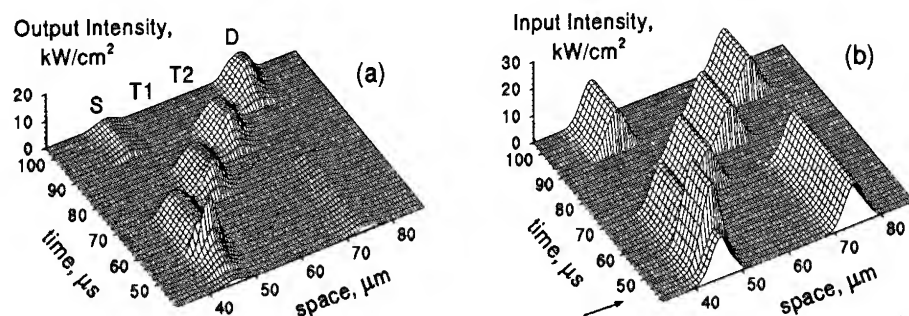 Output Intensity,
kW/cm²
S T1 T2 D
(a)
20
10
0
100
90
80
70
60
50
time, μs
40 50 60 70 80
space, μm
Input Intensity,
kW/cm²
(b)
30
20
10
0
100
90
80
70
60
50
time, μs
40 50 60 70 80
space, μm